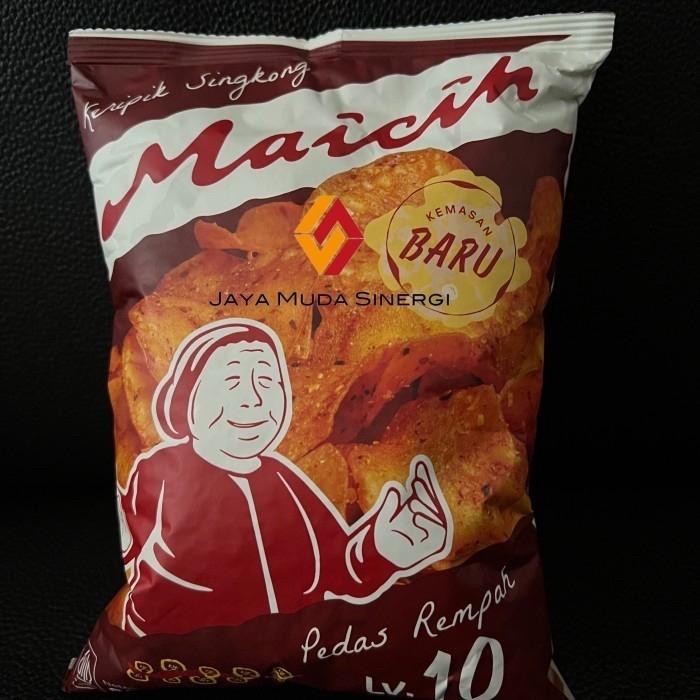 Keripik Singkong
Maicih
KEMASAN
BARU
JAYA MUDA SINERGI
Pedas Rempah
LV. 10